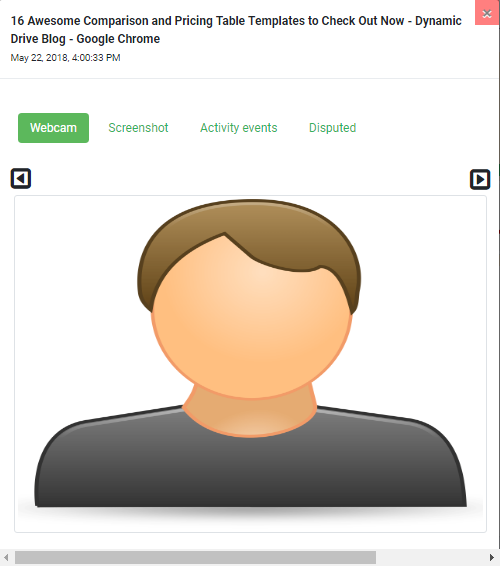 16 Awesome Comparison and Pricing Table Templates to Check Out Now - Dynamic
Drive Blog - Google Chrome
May 22, 2018, 4:00:33 PM
Webcam Screenshot Activity events Disputed